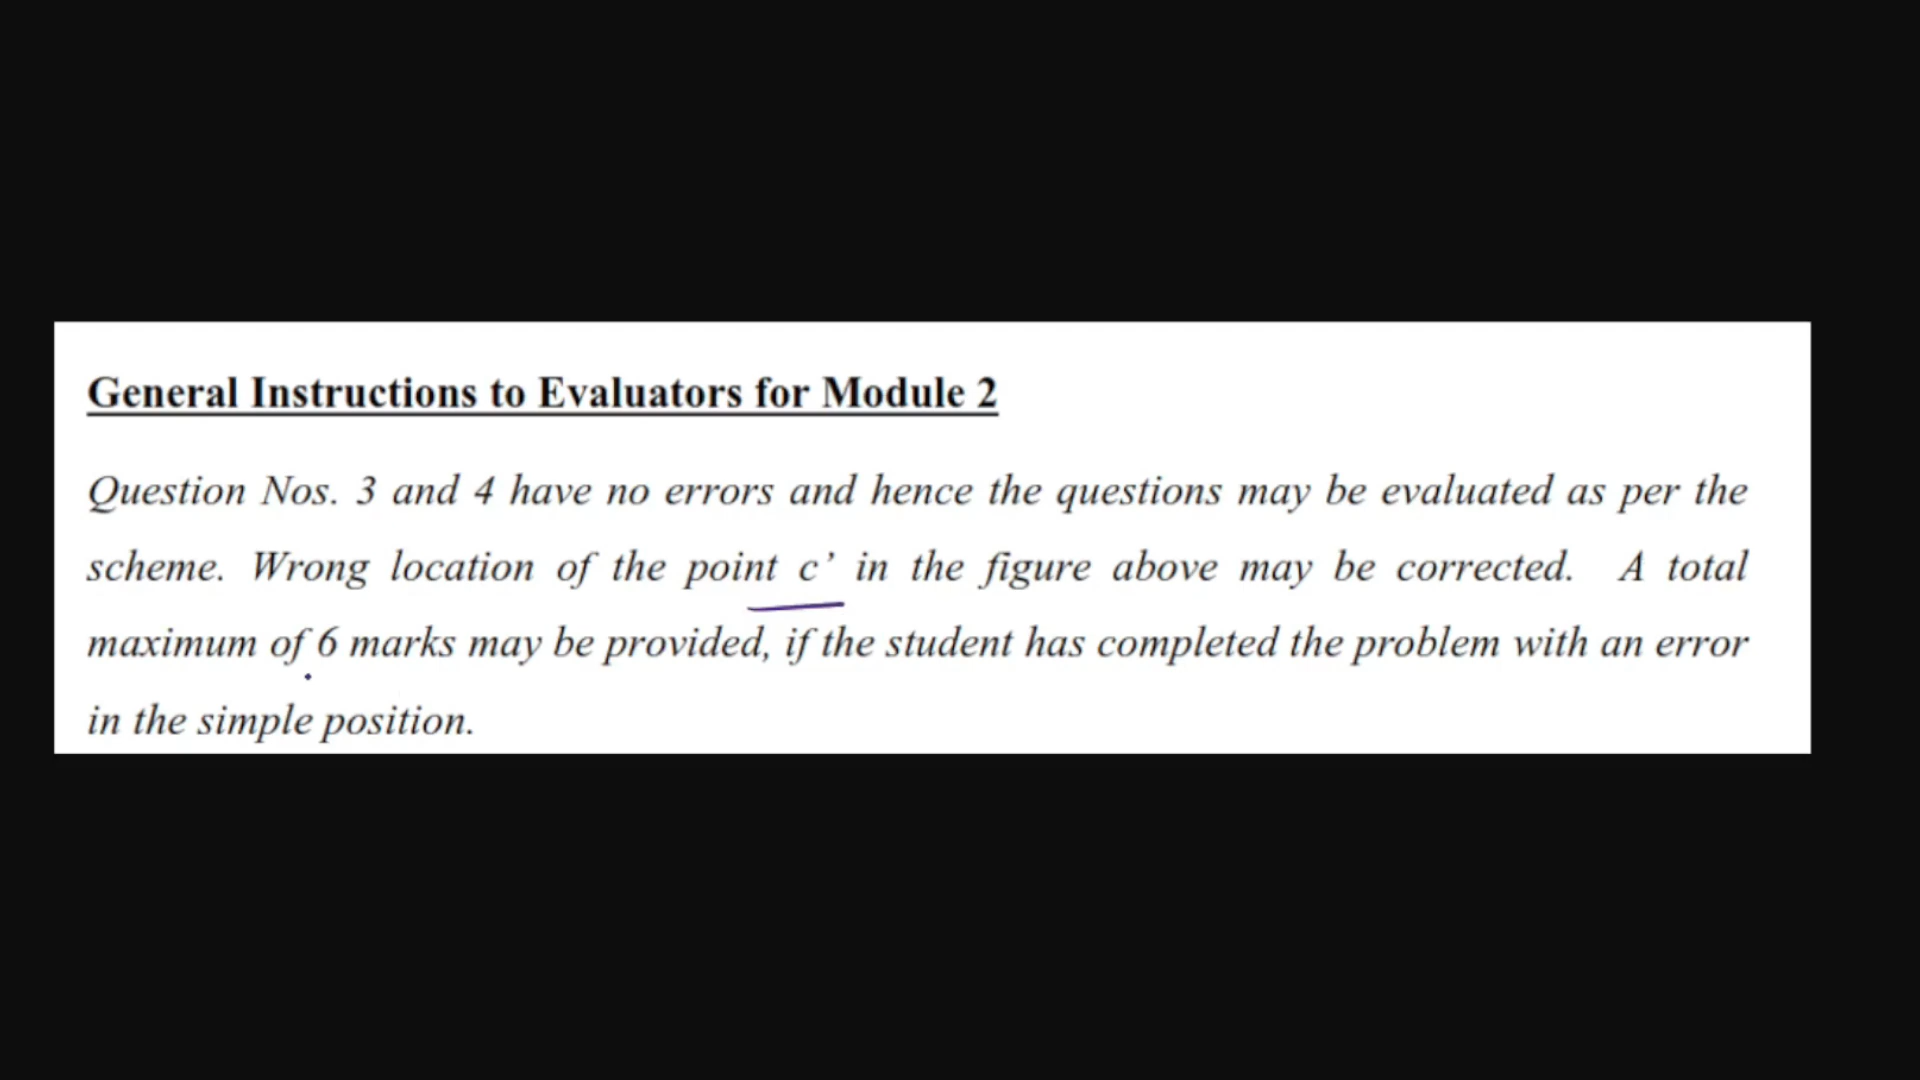 General Instructions to Evaluators for Module 2
Question Nos. 3 and 4 have no errors and hence the questions may be evaluated as per the
scheme. Wrong location of the point c’ in the figure above may be corrected. A total
maximum of 6 marks may be provided, if the student has completed the problem with an error
in the simple position.